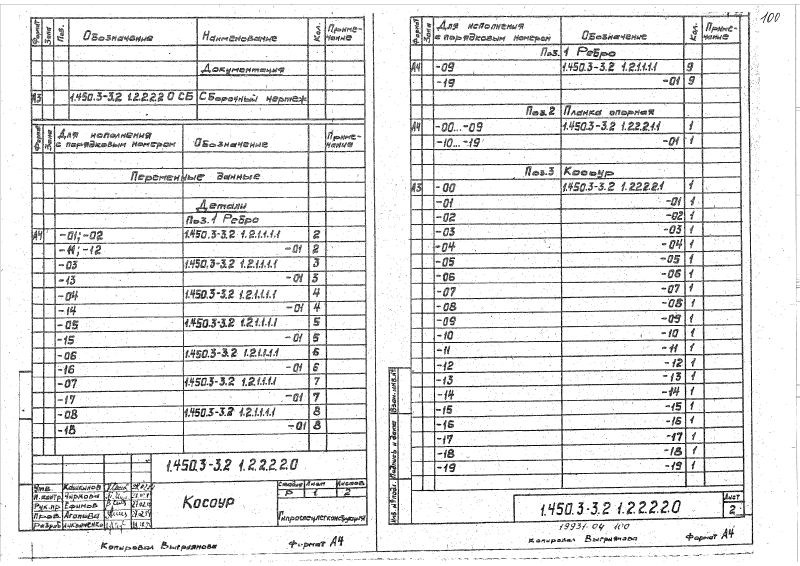 100
Формат Зона Поз. Обозначение Наименование Кол. Приме-
чание
Документация
А3 1.450.3-3.2 1.2.2.2.2 0 СБ Сборочный чертеж
Формат Зона Для исполнения
с порядковым номером Обозначение Кол. Приме-
чание
Переменные данные
Детали
Поз.1 Ребро
А4 -01; -02 1.450.3-3.2 1.2.1.1.1.1 2
-11; -12 -01 2
-03 1.450.3-3.2 1.2.1.1.1.1 3
-13 -01 3
-04 1.450.3-3.2 1.2.1.1.1.1 4
-14 -01 4
-05 1.450.3-3.2 1.2.1.1.1.1 5
-15 -01 5
-06 1.450.3-3.2 1.2.1.1.1.1 6
-16 -01 6
-07 1.450.3-3.2 1.2.1.1.1.1 7
-17 -01 7
-08 1.450.3-3.2 1.2.1.1.1.1 8
-18 -01 8
1.450.3-3.2 1.2.2.2.2.0
Утв. Кашкинов
Н.контр. Чиркова
Рук.пр. Ефимов
Пров. Агапова
Разраб.
Косоур
Стадия Лист Листов
Р 1 2
Гипроспецлегконструкция
Копировал Выгриянова Формат А4
Формат Зона Для исполнения
с порядковым номером Обозначение Кол. Приме-
чание
Поз.1 Ребро
А4 -09 1.450.3-3.2 1.2.1.1.1.1 9
-19 -01 9
Поз.2 Планка опорная
А4 -00...-09 1.450.3-3.2 1.2.2.2.1.1 1
-10...-19 -01 1
Поз.3 Косоур
А3 -00 1.450.3-3.2 1.2.2.2.2.1 1
-01 -01 1
-02 -02 1
-03 -03 1
-04 -04 1
-05 -05 1
-06 -06 1
-07 -07 1
-08 -08 1
-09 -09 1
-10 -10 1
-11 -11 1
-12 -12 1
-13 -13 1
-14 -14 1
-15 -15 1
-16 -16 1
-17 -17 1
-18 -18 1
-19 -19 1
Инв. № подл. Подпись и дата Взам. инв. №
1.450.3-3.2 1.2.2.2.2.0
Лист
2
19931-04 100
Копировал Выгриянова Формат А4